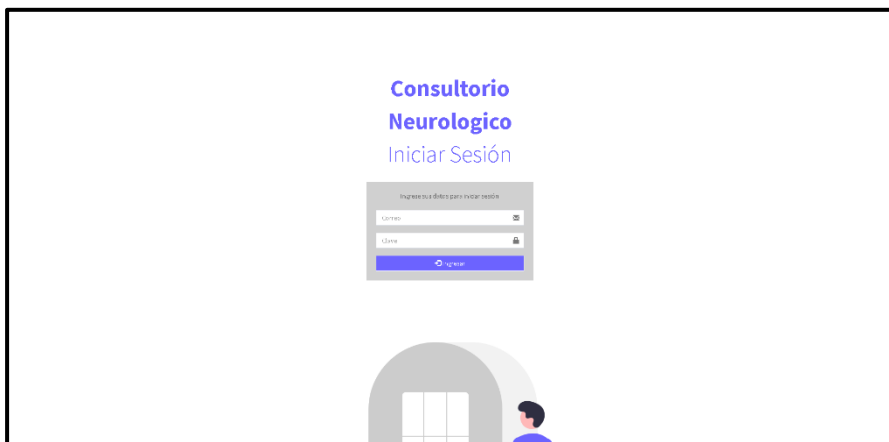 Consultorio
Neurologico
Iniciar Sesión
Ingrese sus datos para iniciar sesión
Correo
Clave
Ingresar